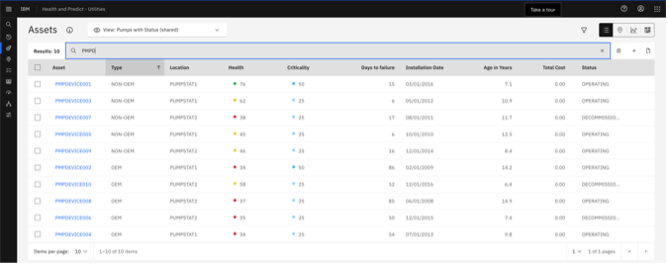 IBM Health and Predict - Utilities Take a tour
Assets View: Pumps with Status (shared)
Results: 10 PMPD
Asset Type Location Health Criticality Days to failure Installation Date Age in Years Total Cost Status
PMPDEVICE001 NON-OEM PUMPSTAT1 76 50 15 03/01/2016 7.1 0.00 OPERATING
PMPDEVICE003 NON-OEM PUMPSTAT1 62 25 6 05/01/2012 10.9 0.00 OPERATING
PMPDEVICE007 NON-OEM PUMPSTAT2 38 25 17 08/01/2011 11.7 0.00 DECOMMISSIO...
PMPDEVICE005 NON-OEM PUMPSTAT2 45 25 6 10/01/2010 12.5 0.00 OPERATING
PMPDEVICE009 NON-OEM PUMPSTAT2 46 25 16 12/01/2014 8.4 0.00 OPERATING
PMPDEVICE002 OEM PUMPSTAT1 34 50 86 02/01/2009 14.2 0.00 OPERATING
PMPDEVICE010 OEM PUMPSTAT2 58 25 52 12/01/2016 6.4 0.00 DECOMMISSIO...
PMPDEVICE008 OEM PUMPSTAT2 37 25 85 06/01/2008 14.9 0.00 OPERATING
PMPDEVICE006 OEM PUMPSTAT2 35 25 50 12/01/2015 7.4 0.00 DECOMMISSIO...
PMPDEVICE004 OEM PUMPSTAT1 34 25 54 07/01/2013 9.8 0.00 OPERATING
Items per page: 10 1–10 of 10 items 1 1 of 1 pages